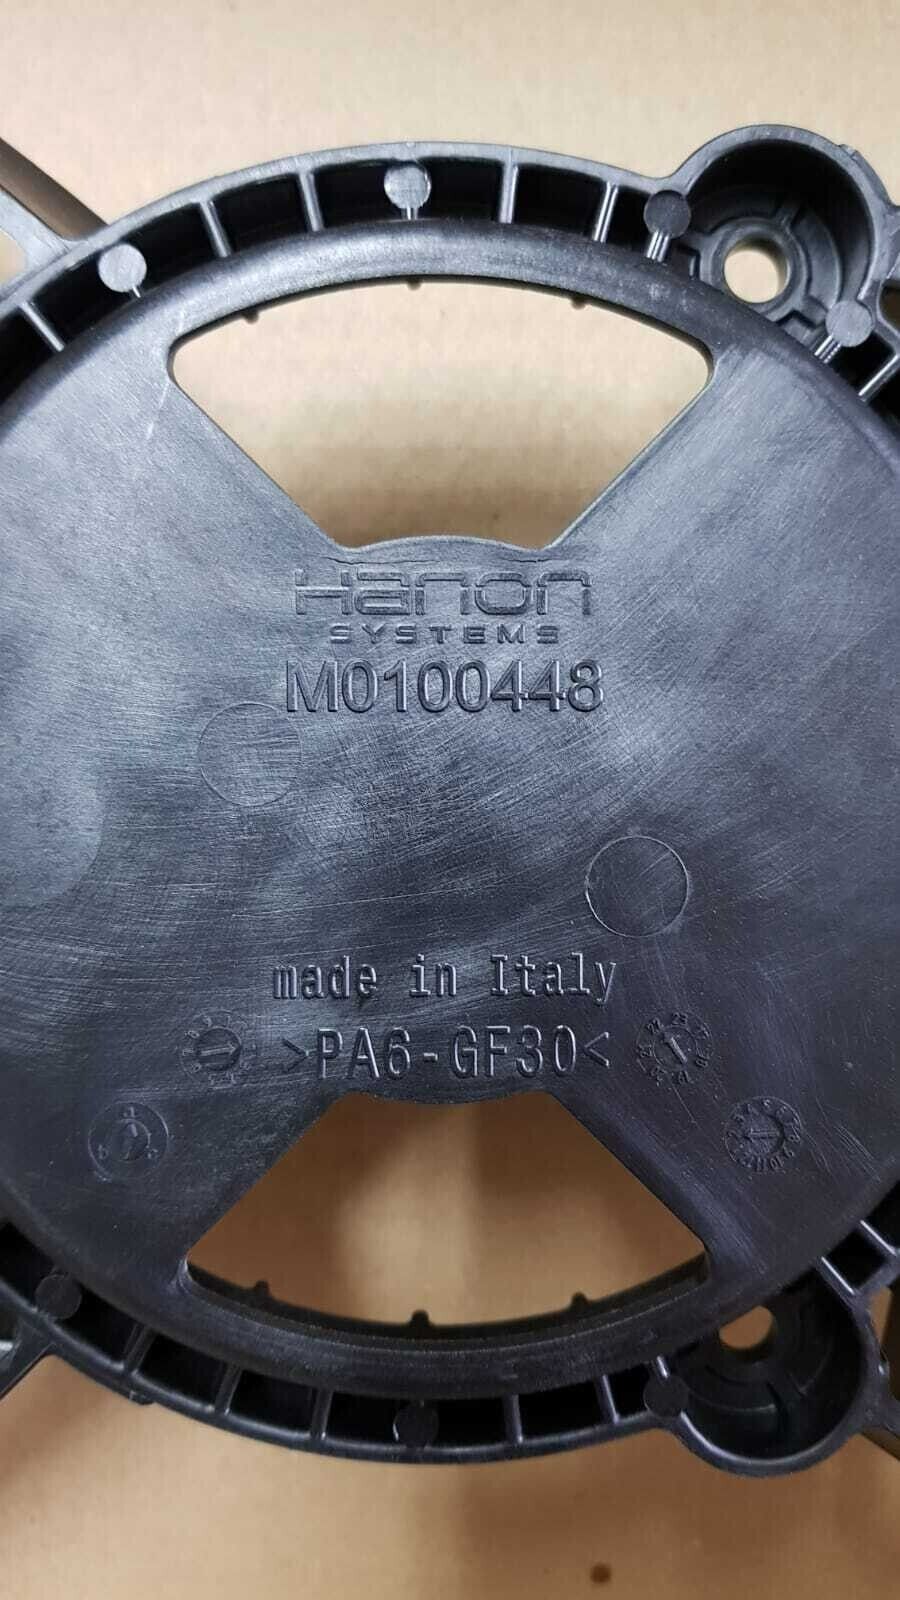 Hanon
SYSTEMS
M0100448
made in Italy
>PA6-GF30<